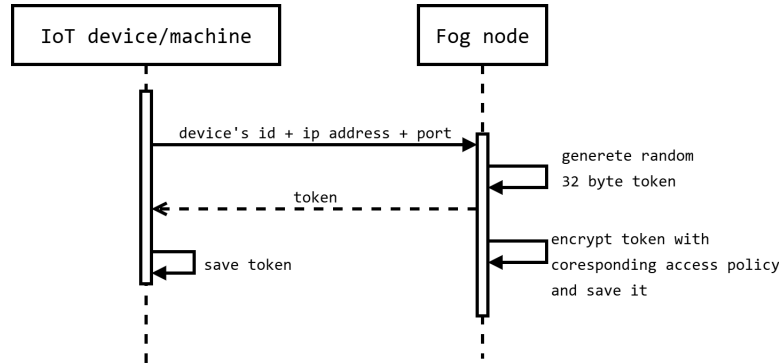 IoT device/machine
Fog node
device's id + ip address + port
generete random
32 byte token
token
encrypt token with
coresponding access policy
and save it
save token